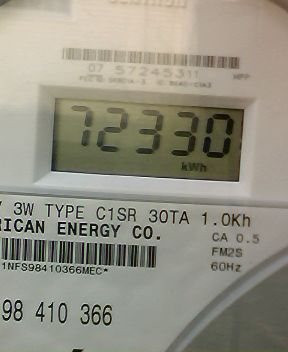 07 57245311
72330
kWh
V 3W TYPE C1SR 30TA 1.0Kh
RICAN ENERGY CO.
CA 0.5
FM2S
60Hz
1NFS98410366MEC*
98 410 366